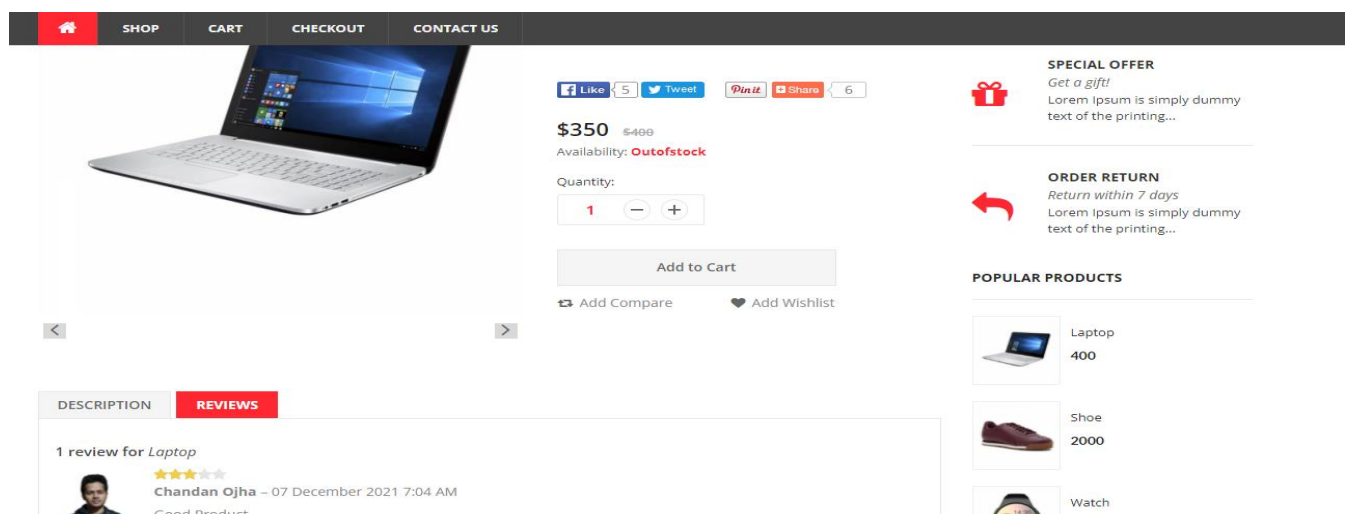 SHOP CART CHECKOUT CONTACT US
Like 5 Tweet Pin it Share 6
$350 $400
Availability: Outofstock
Quantity:
1 − +
Add to Cart
Add Compare Add Wishlist
< >
DESCRIPTION REVIEWS
1 review for Laptop
Chandan Ojha – 07 December 2021 7:04 AM
Good Product
SPECIAL OFFER
Get a gift!
Lorem Ipsum is simply dummy
text of the printing...
ORDER RETURN
Return within 7 days
Lorem Ipsum is simply dummy
text of the printing...
POPULAR PRODUCTS
Laptop
400
Shoe
2000
Watch